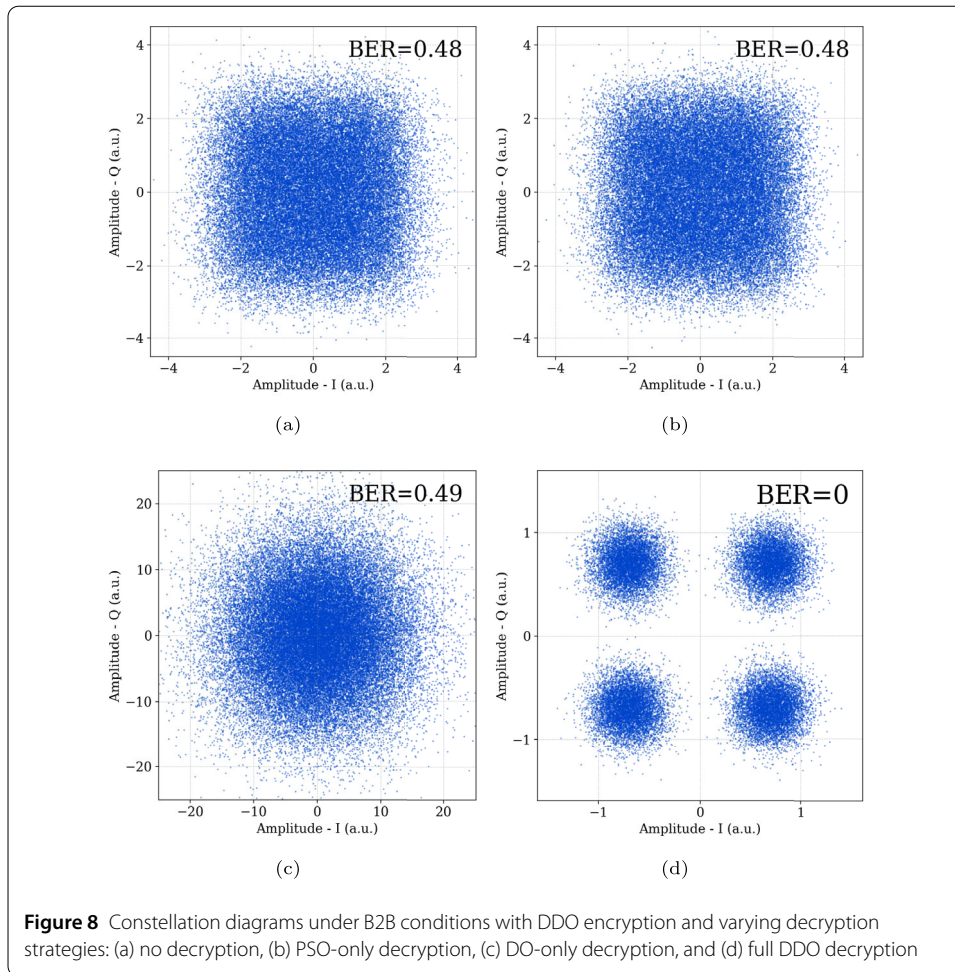 BER=0.48
4
2
0
−2
−4
Amplitude - Q (a.u.)
−4 −2 0 2 4
Amplitude - I (a.u.)
(a)
BER=0.48
4
2
0
−2
−4
Amplitude - Q (a.u.)
−4 −2 0 2 4
Amplitude - I (a.u.)
(b)
BER=0.49
20
10
0
−10
−20
Amplitude - Q (a.u.)
−20 −10 0 10 20
Amplitude - I (a.u.)
(c)
BER=0
1
0
−1
Amplitude - Q (a.u.)
−1 0 1
Amplitude - I (a.u.)
(d)
Figure 8 Constellation diagrams under B2B conditions with DDO encryption and varying decryption
strategies: (a) no decryption, (b) PSO-only decryption, (c) DO-only decryption, and (d) full DDO decryption